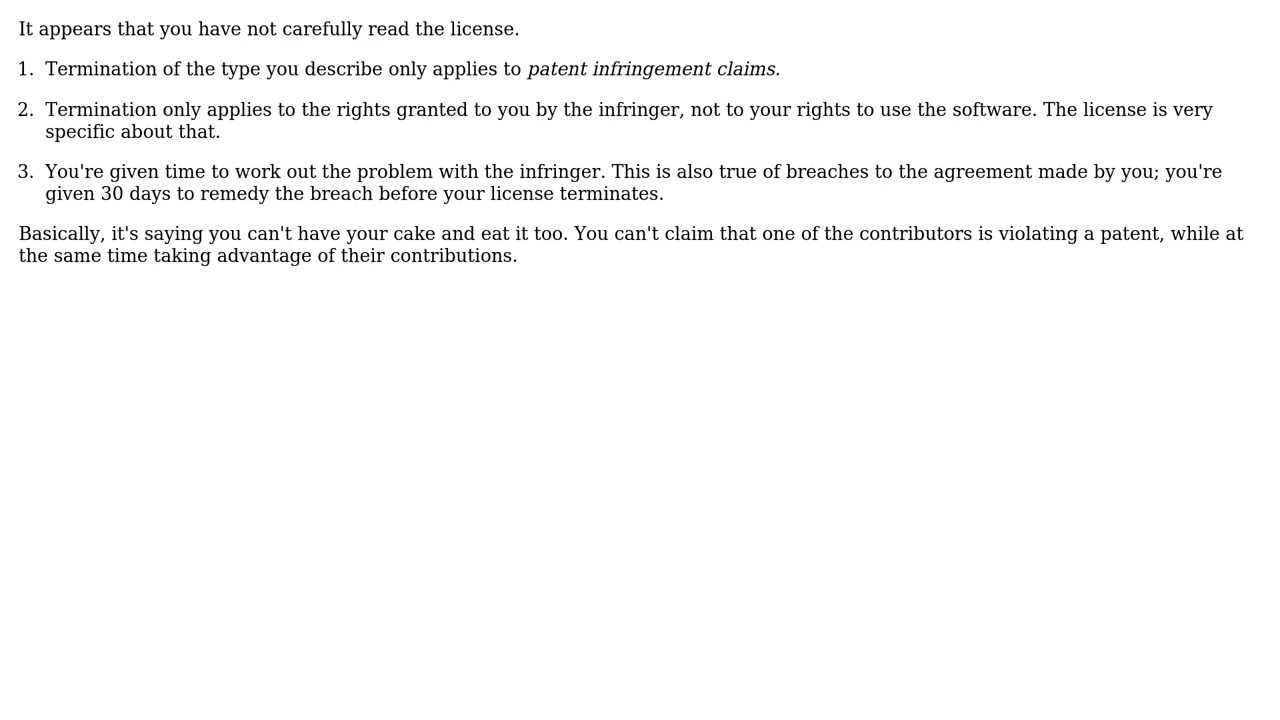 It appears that you have not carefully read the license.
1. Termination of the type you describe only applies to patent infringement claims.
2. Termination only applies to the rights granted to you by the infringer, not to your rights to use the software. The license is very
specific about that.
3. You're given time to work out the problem with the infringer. This is also true of breaches to the agreement made by you; you're
given 30 days to remedy the breach before your license terminates.
Basically, it's saying you can't have your cake and eat it too. You can't claim that one of the contributors is violating a patent, while at
the same time taking advantage of their contributions.